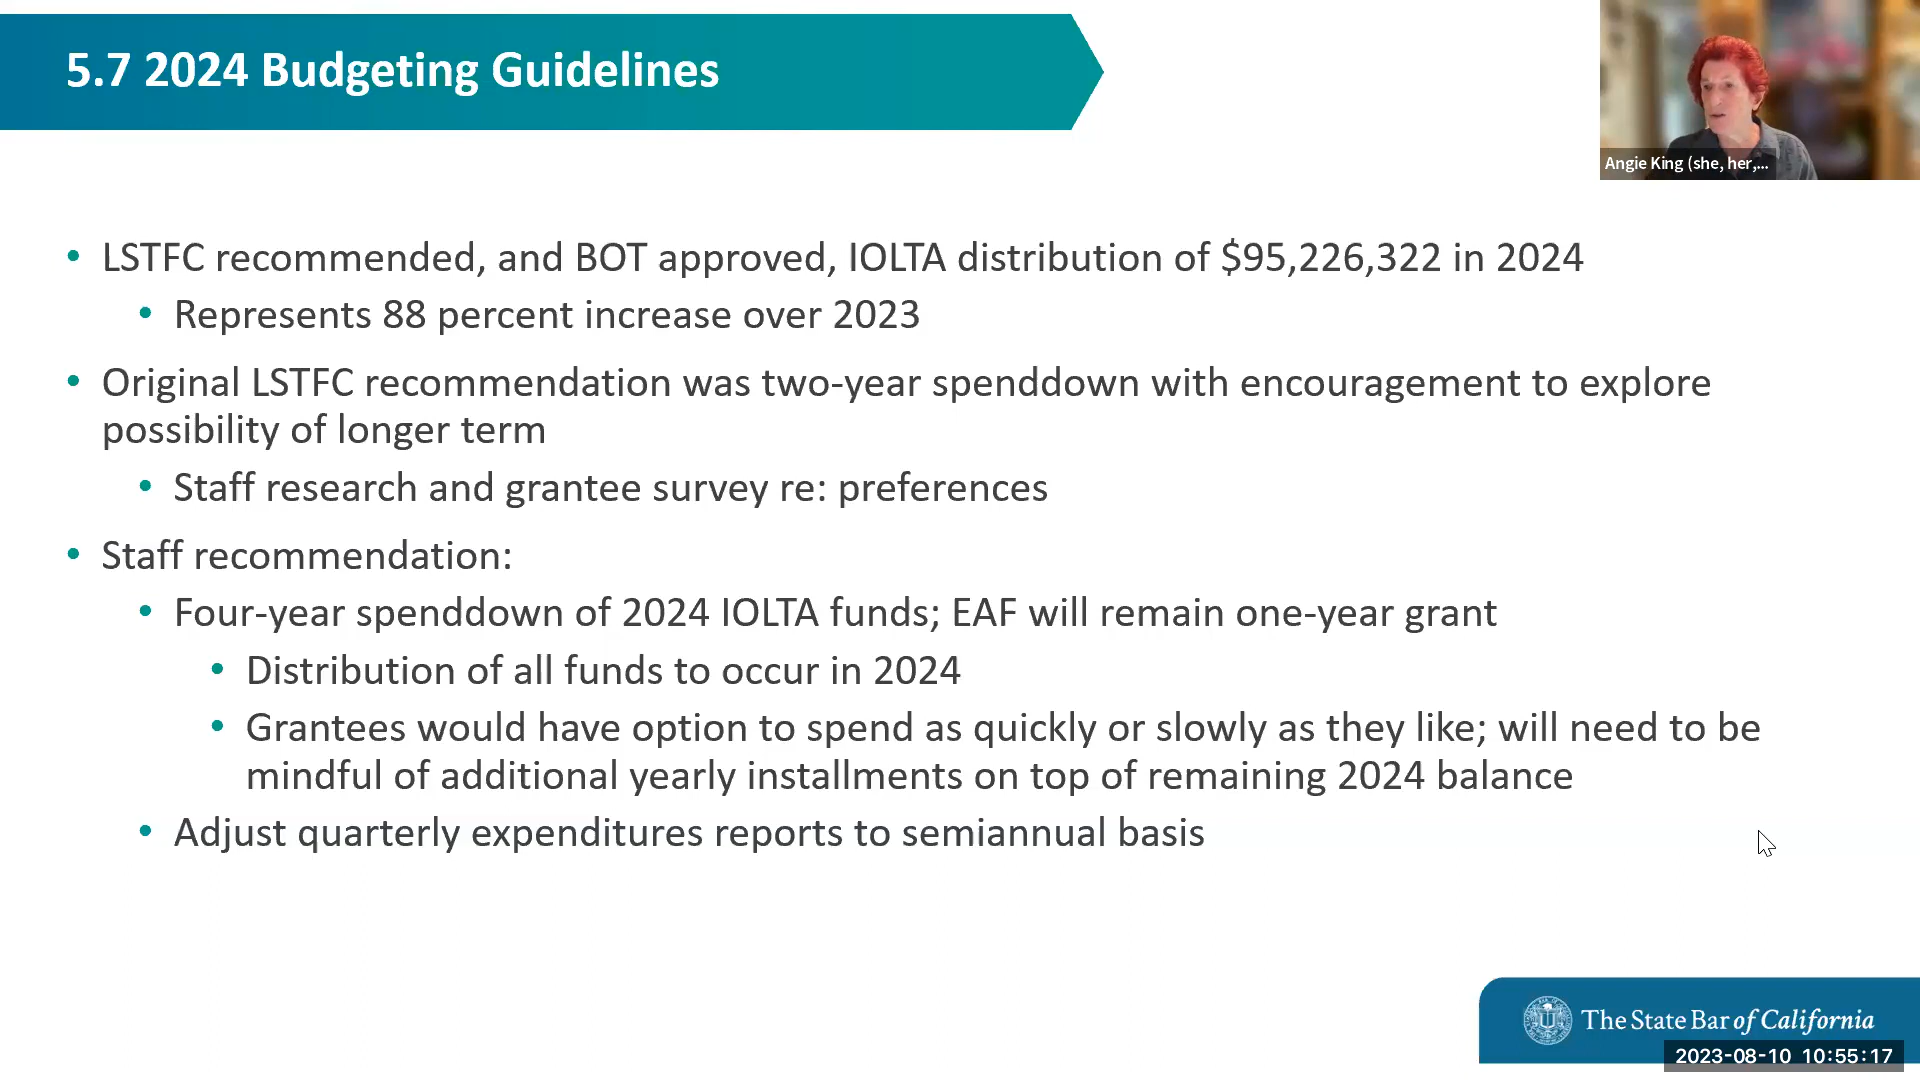 5.7 2024 Budgeting Guidelines
Angie King (she, her,...
• LSTFC recommended, and BOT approved, IOLTA distribution of $95,226,322 in 2024
• Represents 88 percent increase over 2023
• Original LSTFC recommendation was two-year spenddown with encouragement to explore
possibility of longer term
• Staff research and grantee survey re: preferences
• Staff recommendation:
• Four-year spenddown of 2024 IOLTA funds; EAF will remain one-year grant
• Distribution of all funds to occur in 2024
• Grantees would have option to spend as quickly or slowly as they like; will need to be
mindful of additional yearly installments on top of remaining 2024 balance
• Adjust quarterly expenditures reports to semiannual basis
The State Bar of California
2023-08-10 10:55:17